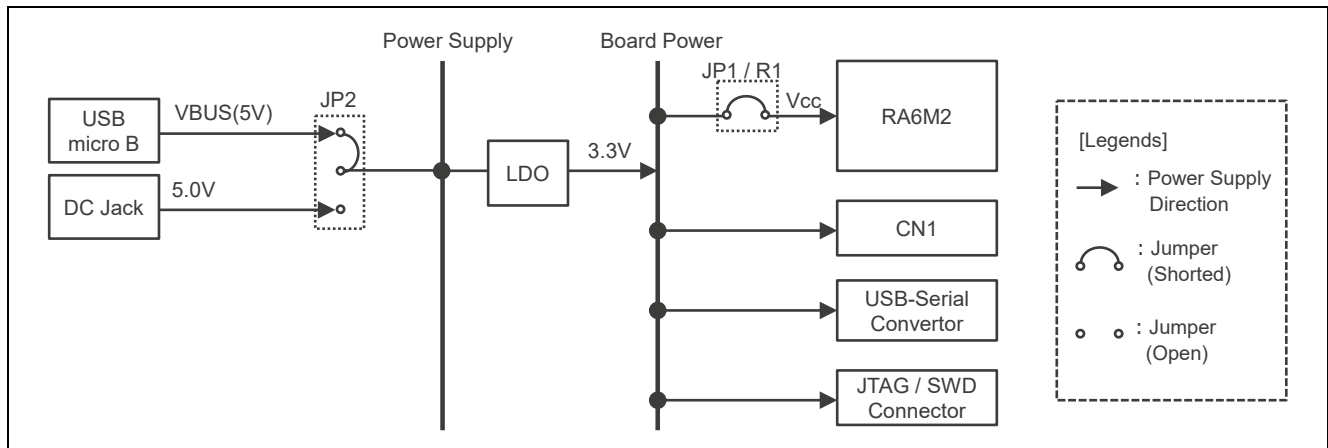 Power Supply
Board Power
JP1 / R1
USB
micro B
VBUS(5V)
JP2
Vcc
RA6M2
DC Jack
5.0V
LDO
3.3V
CN1
USB-Serial
Convertor
JTAG / SWD
Connector
[Legends]
: Power Supply
Direction
: Jumper
(Shorted)
: Jumper
(Open)